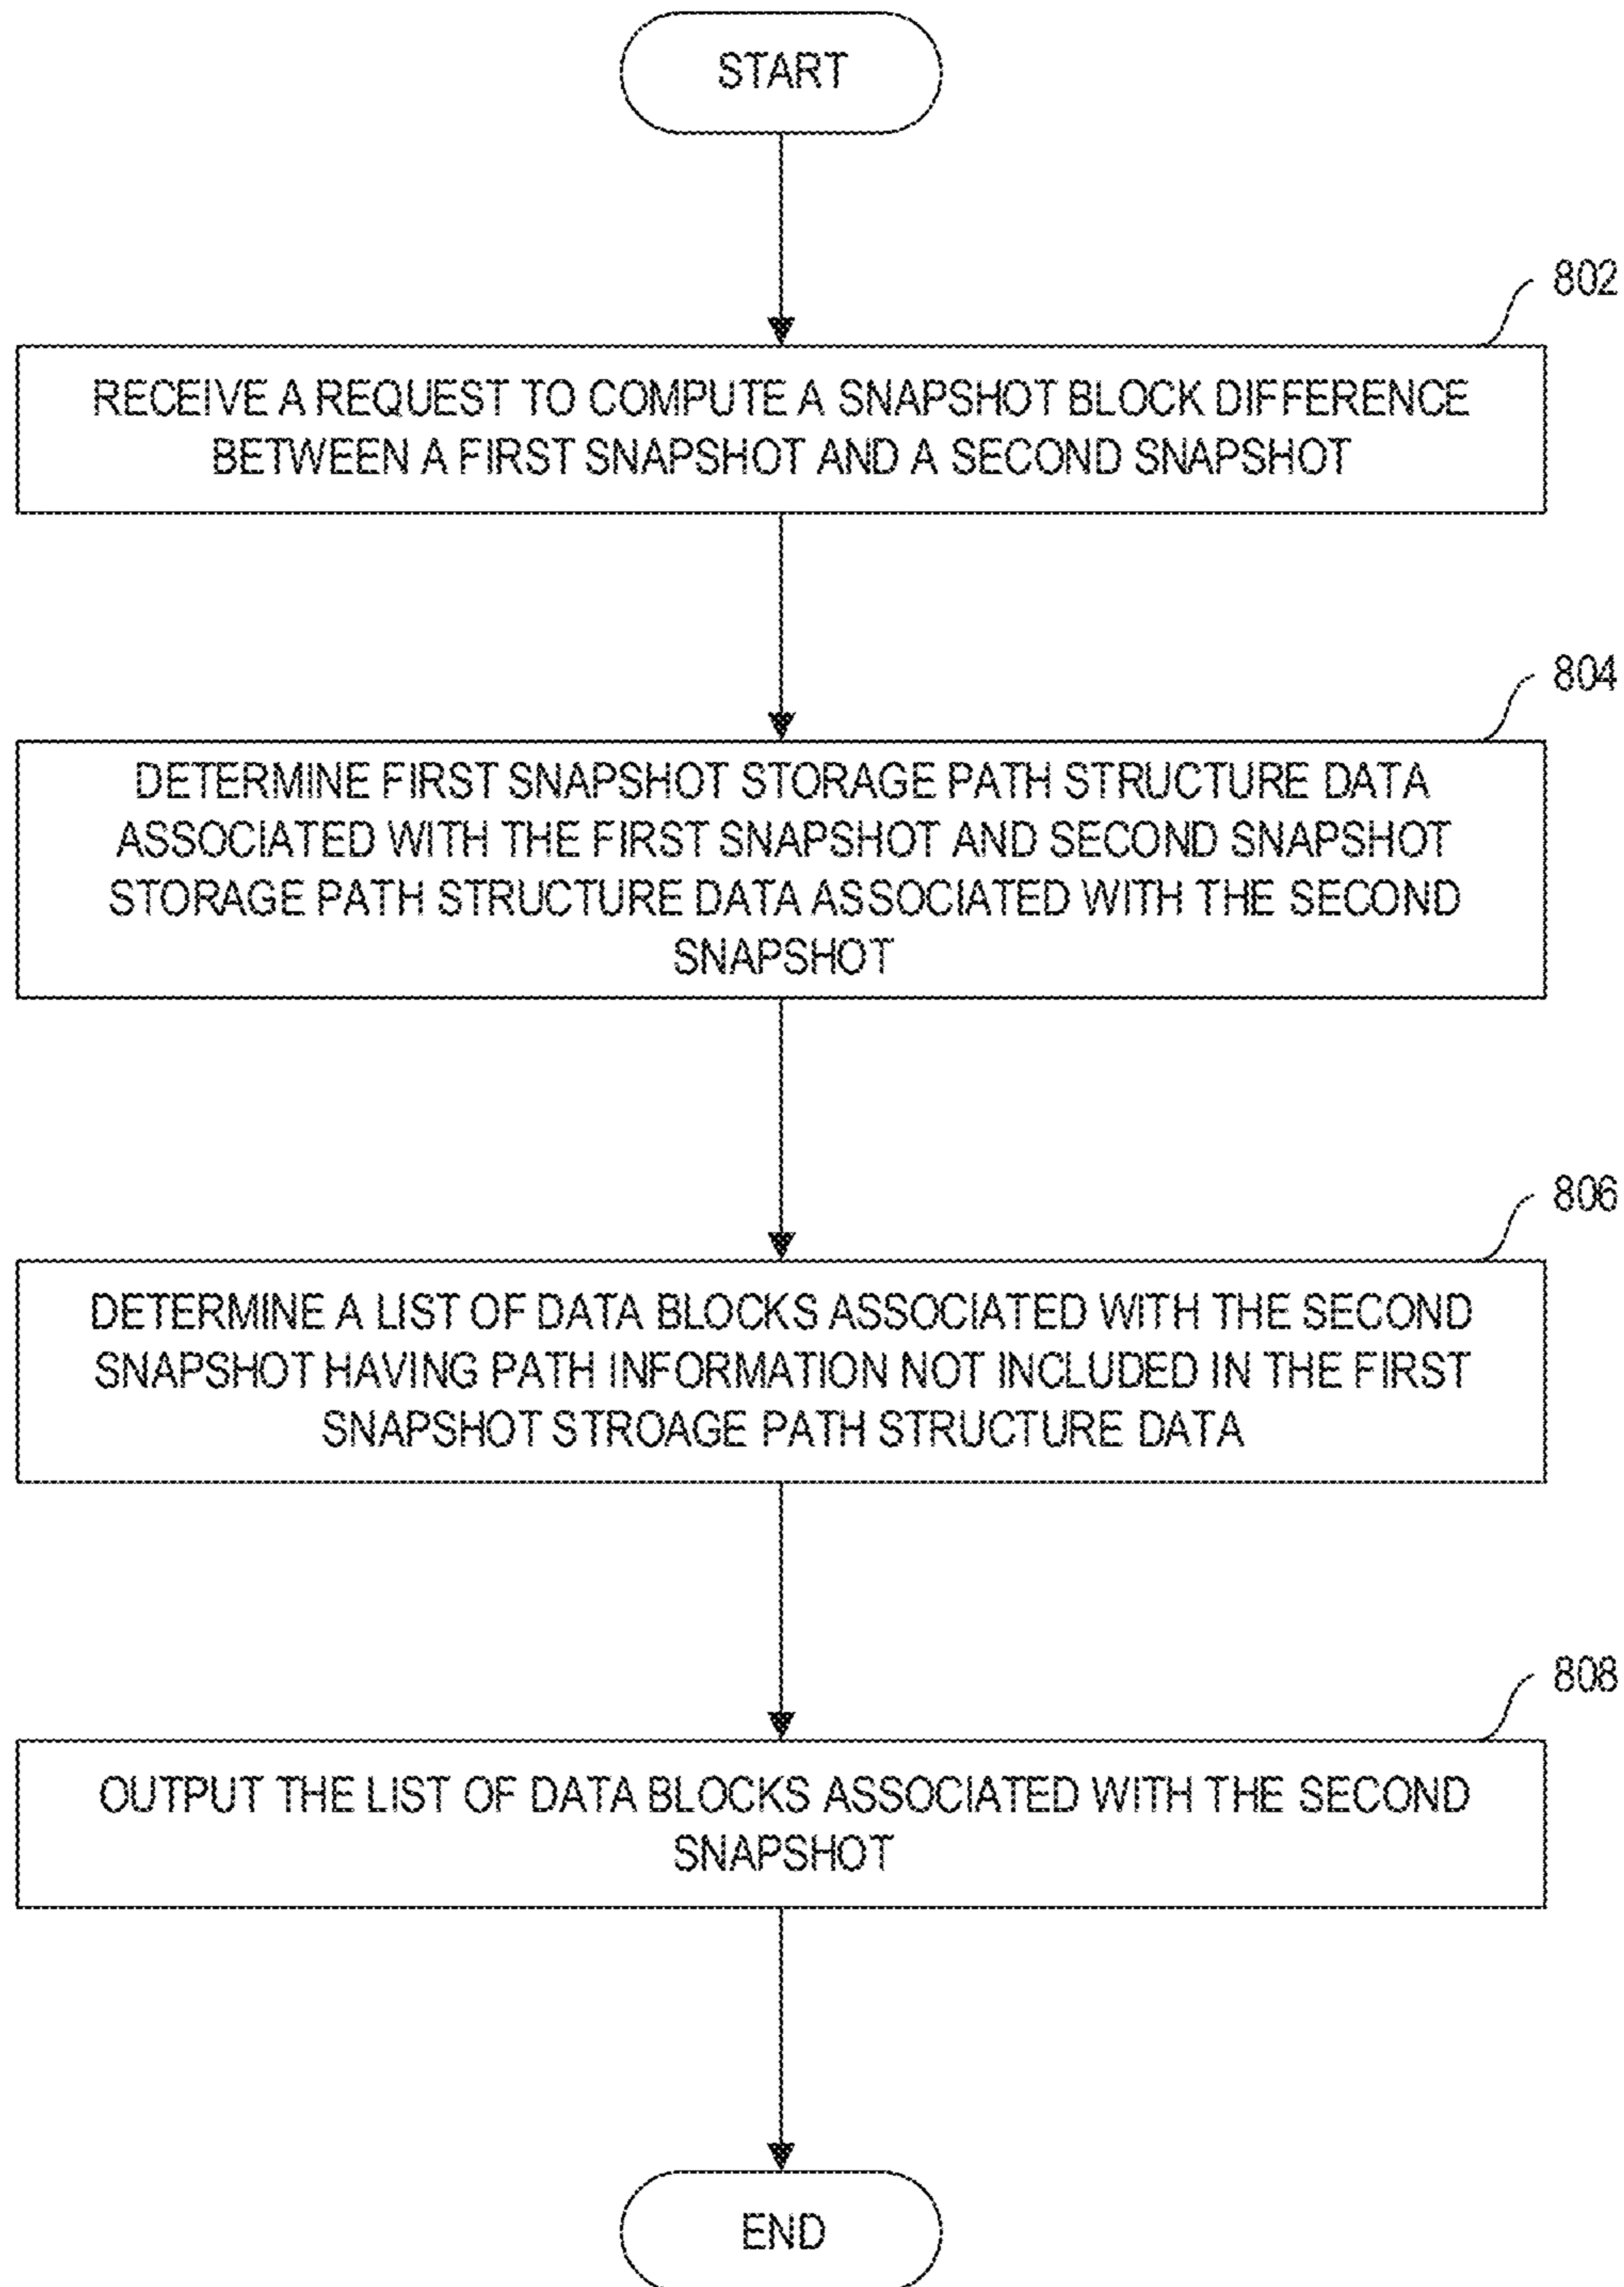 START
802
RECEIVE A REQUEST TO COMPUTE A SNAPSHOT BLOCK DIFFERENCE
BETWEEN A FIRST SNAPSHOT AND A SECOND SNAPSHOT
804
DETERMINE FIRST SNAPSHOT STORAGE PATH STRUCTURE DATA
ASSOCIATED WITH THE FIRST SNAPSHOT AND SECOND SNAPSHOT
STORAGE PATH STRUCTURE DATA ASSOCIATED WITH THE SECOND
SNAPSHOT
806
DETERMINE A LIST OF DATA BLOCKS ASSOCIATED WITH THE SECOND
SNAPSHOT HAVING PATH INFORMATION NOT INCLUDED IN THE FIRST
SNAPSHOT STROAGE PATH STRUCTURE DATA
808
OUTPUT THE LIST OF DATA BLOCKS ASSOCIATED WITH THE SECOND
SNAPSHOT
END